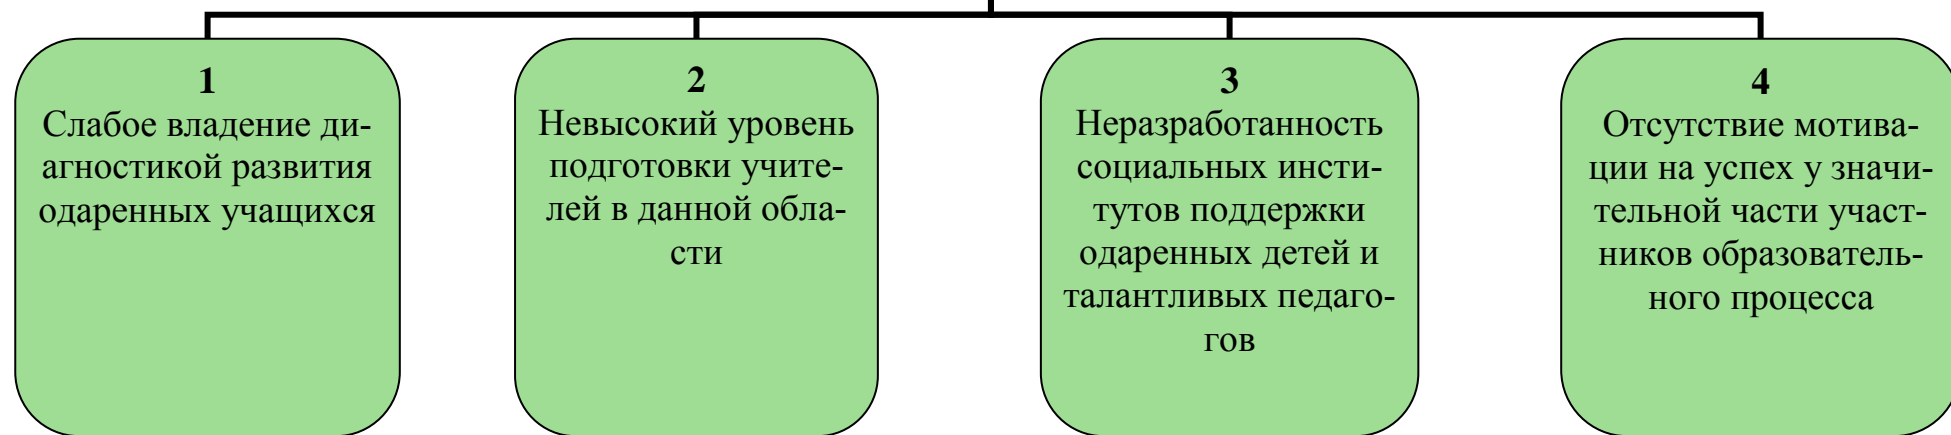 1
Слабое владение ди-
агностикой развития
одаренных учащихся
2
Невысокий уровень
подготовки учите-
лей в данной обла-
сти
3
Неразработанность
социальных инсти-
тутов поддержки
одаренных детей и
талантливых педаго-
гов
4
Отсутствие мотива-
ции на успех у значи-
тельной части участ-
ников образователь-
ного процесса